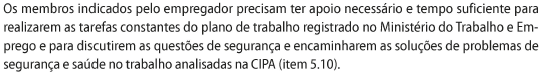 Os membros indicados pelo empregador precisam ter apoio necessário e tempo suficiente para
realizarem as tarefas constantes do plano de trabalho registrado no Ministério do Trabalho e Em-
prego e para discutirem as questões de segurança e encaminharem as soluções de problemas de
segurança e saúde no trabalho analisadas na CIPA (item 5.10).